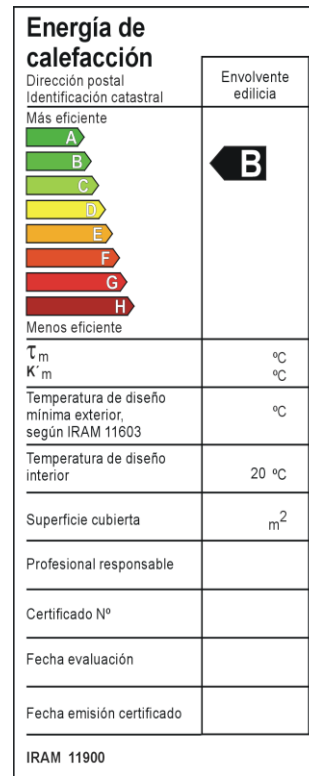 Energía de
calefacción
Dirección postal
Identificación catastral
Envolvente
edilicia
Más eficiente
A
B
C
D
E
F
G
H
B
Menos eficiente
τm ºC
K´m ºC
Temperatura de diseño
mínima exterior,
según IRAM 11603
ºC
Temperatura de diseño
interior
20 ºC
Superficie cubierta m²
Profesional responsable
Certificado Nº
Fecha evaluación
Fecha emisión certificado
IRAM 11900